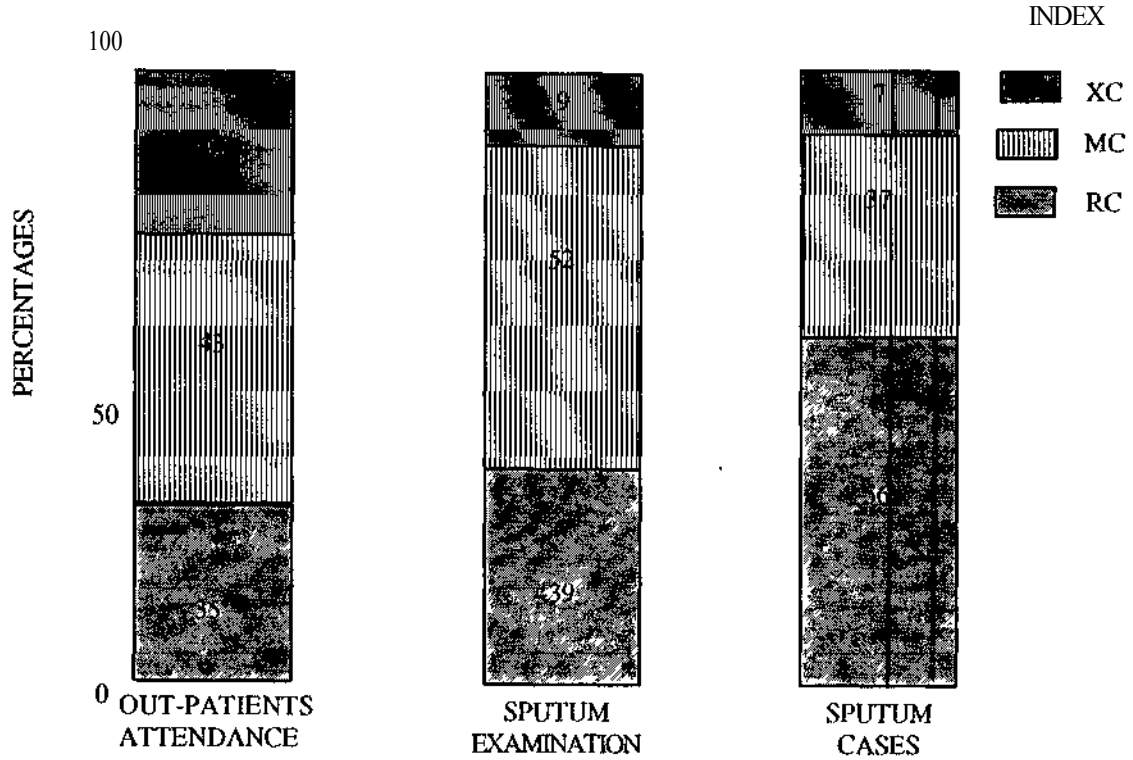 INDEX
XC
MC
RC
PERCENTAGES
100
50
0
43
9
52
39
7
37
OUT-PATIENTS
ATTENDANCE
SPUTUM
EXAMINATION
SPUTUM
CASES